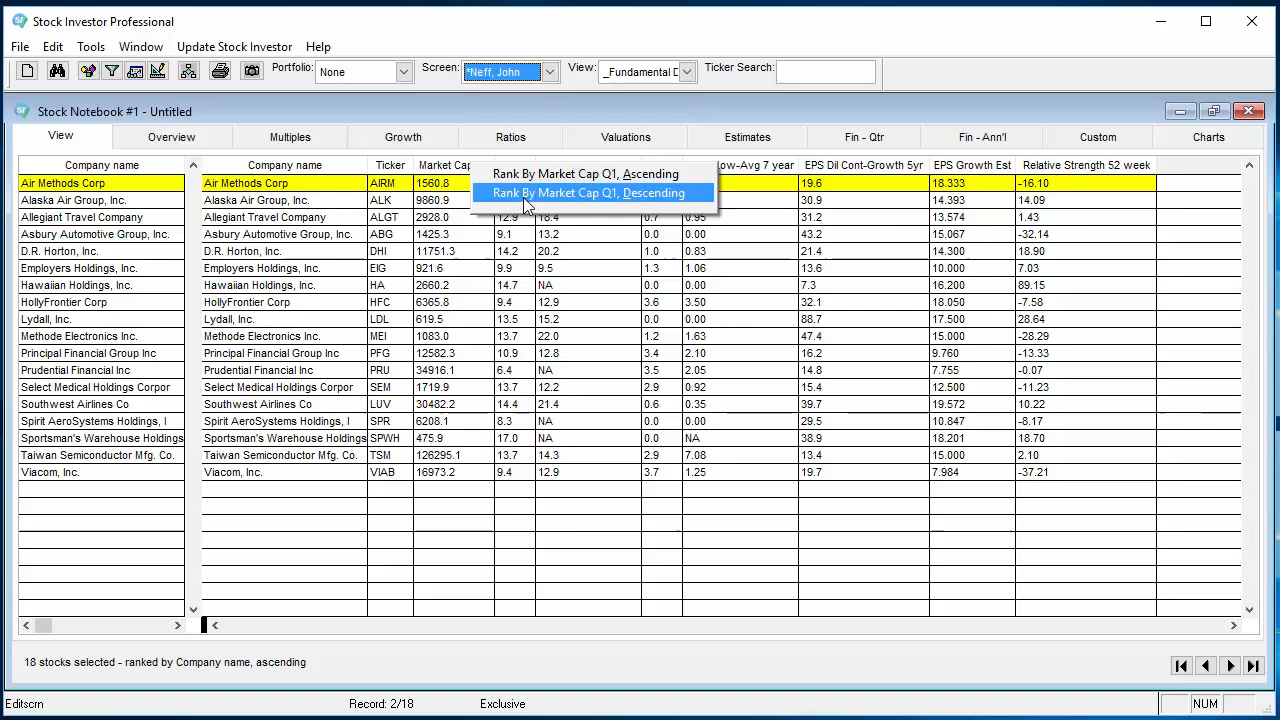 Stock Investor Professional
File Edit Tools Window Update Stock Investor Help
Portfolio: None Screen: *Neff, John View: _Fundamental D Ticker Search:
Stock Notebook #1 - Untitled
View Overview Multiples Growth Ratios Valuations Estimates Fin - Qtr Fin - Ann'l Custom Charts
Company name Company name Ticker Market Cap ow-Avg 7 year EPS Dil Cont-Growth 5yr EPS Growth Est Relative Strength 52 week
Rank By Market Cap Q1, Ascending
Rank By Market Cap Q1, Descending
Air Methods Corp Air Methods Corp AIRM 1560.8 19.6 18.333 -16.10
Alaska Air Group, Inc. Alaska Air Group, Inc. ALK 9860.9 30.9 14.393 14.09
Allegiant Travel Company Allegiant Travel Company ALGT 2928.0 12.9 18.4 0.7 0.95 31.2 13.574 1.43
Asbury Automotive Group, Inc. Asbury Automotive Group, Inc. ABG 1425.3 9.1 13.2 0.0 0.00 43.2 15.067 -32.14
D.R. Horton, Inc. D.R. Horton, Inc. DHI 11751.3 14.2 20.2 1.0 0.83 21.4 14.300 18.90
Employers Holdings, Inc. Employers Holdings, Inc. EIG 921.6 9.9 9.5 1.3 1.06 13.6 10.000 7.03
Hawaiian Holdings, Inc. Hawaiian Holdings, Inc. HA 2660.2 14.7 NA 0.0 0.00 7.3 16.200 89.15
HollyFrontier Corp HollyFrontier Corp HFC 6365.8 9.4 12.9 3.6 3.50 32.1 18.050 -7.58
Lydall, Inc. Lydall, Inc. LDL 619.5 13.5 15.2 0.0 0.00 88.7 17.500 28.64
Methode Electronics Inc. Methode Electronics Inc. MEI 1083.0 13.7 22.0 1.2 1.63 47.4 15.000 -28.29
Principal Financial Group Inc Principal Financial Group Inc PFG 12582.3 10.9 12.8 3.4 2.10 16.2 9.760 -13.33
Prudential Financial Inc Prudential Financial Inc PRU 34916.1 6.4 NA 3.5 2.05 14.8 7.755 -0.07
Select Medical Holdings Corpor Select Medical Holdings Corpor SEM 1719.9 13.7 12.2 2.9 0.92 15.4 12.500 -11.23
Southwest Airlines Co Southwest Airlines Co LUV 30482.2 14.4 21.4 0.6 0.35 39.7 19.572 10.22
Spirit AeroSystems Holdings, I Spirit AeroSystems Holdings, I SPR 6208.1 8.3 NA 0.0 0.00 29.5 10.847 -8.17
Sportsman's Warehouse Holdings Sportsman's Warehouse Holdings SPWH 475.9 17.0 NA 0.0 NA 38.9 18.201 18.70
Taiwan Semiconductor Mfg. Co. Taiwan Semiconductor Mfg. Co. TSM 126295.1 13.7 14.3 2.9 7.08 13.4 15.000 2.10
Viacom, Inc. Viacom, Inc. VIAB 16973.2 9.4 12.9 3.7 1.25 19.7 7.984 -37.21
18 stocks selected - ranked by Company name, ascending
Editscrn Record: 2/18 Exclusive NUM